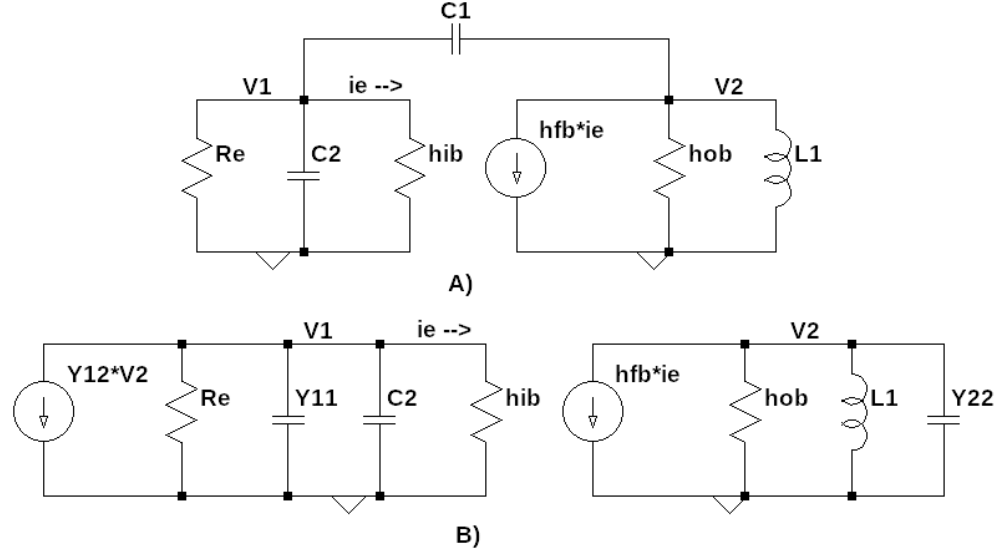 C1
V1 ie --> V2
hfb*ie
Re C2 hib hob L1
A)
V1 ie --> V2
Y12*V2 hfb*ie
Re Y11 C2 hib hob L1 Y22
B)